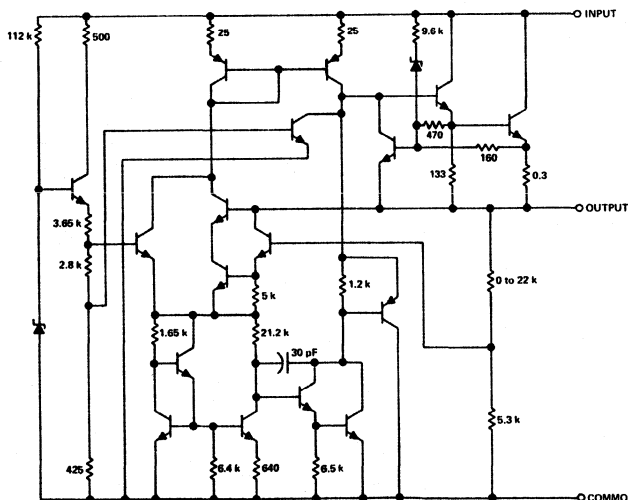 INPUT
112 k
500
25
25
9.6 k
470
160
133
0.3
3.65 k
OUTPUT
2.8 k
5 k
1.2 k
0 to 22 k
1.65 k
21.2 k
30 pF
5.3 k
425
6.4 k
640
6.5 k
COMMO